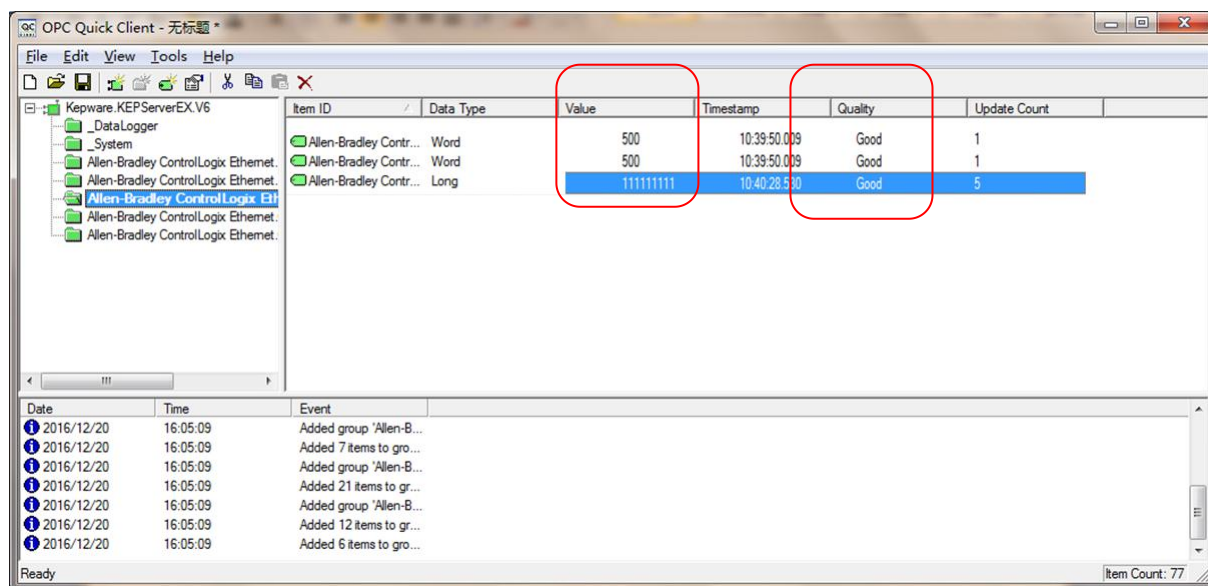 OPC Quick Client - 无标题 *
File Edit View Tools Help
Kepware.KEPServerEX.V6
_DataLogger
_System
Allen-Bradley ControlLogix Ethernet.
Allen-Bradley ControlLogix Ethernet.
Allen-Bradley ControlLogix Eth
Allen-Bradley ControlLogix Ethernet.
Allen-Bradley ControlLogix Ethernet.
Item ID Data Type Value Timestamp Quality Update Count
Allen-Bradley Contr... Word 500 10:39:50.009 Good 1
Allen-Bradley Contr... Word 500 10:39:50.009 Good 1
Allen-Bradley Contr... Long 111111111 Good 5
Date Time Event
2016/12/20 16:05:09 Added group 'Allen-B...
2016/12/20 16:05:09 Added 7 items to gro...
2016/12/20 16:05:09 Added group 'Allen-B...
2016/12/20 16:05:09 Added 21 items to gr...
2016/12/20 16:05:09 Added group 'Allen-B...
2016/12/20 16:05:09 Added 12 items to gr...
2016/12/20 16:05:09 Added 6 items to gro...
Ready Item Count: 77